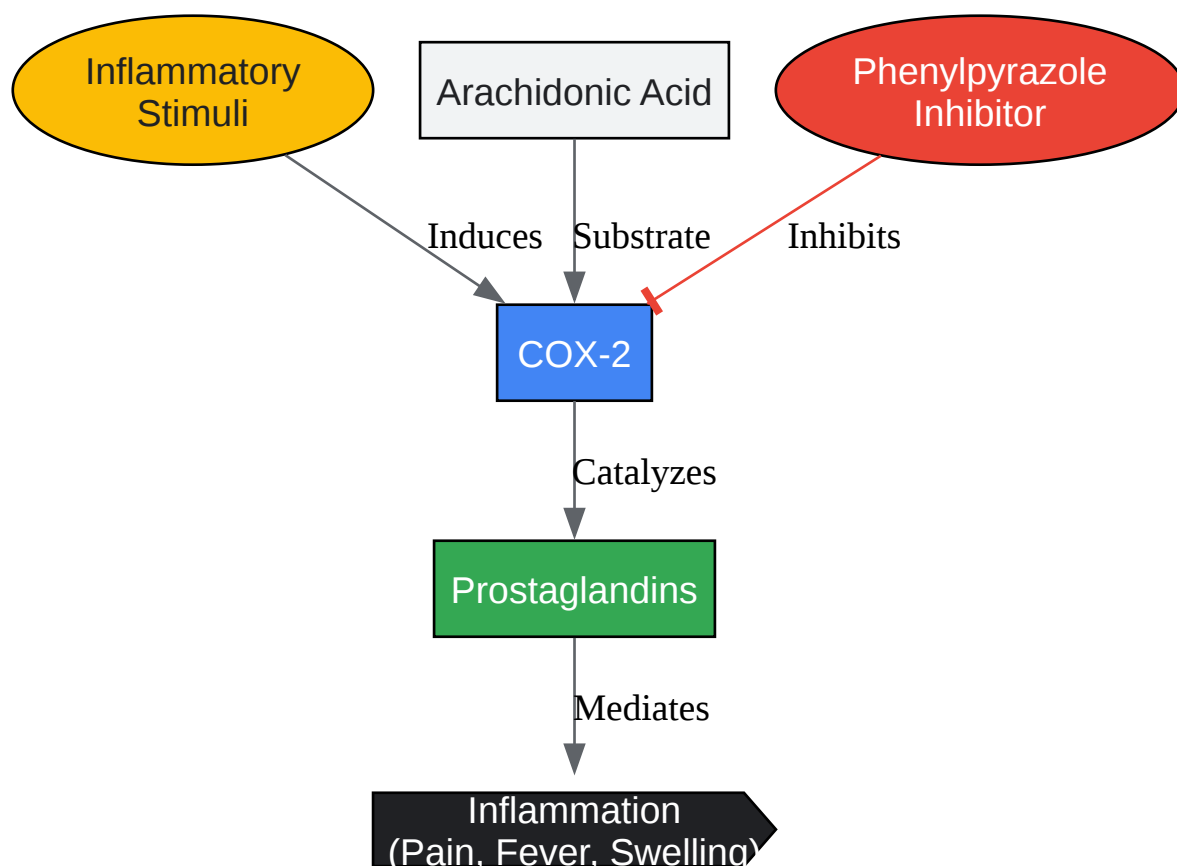 Inflammatory
Stimuli
Arachidonic Acid
Phenylpyrazole
Inhibitor
Induces
Substrate
Inhibits
COX-2
Catalyzes
Prostaglandins
Mediates
Inflammation
(Pain, Fever, Swelling)